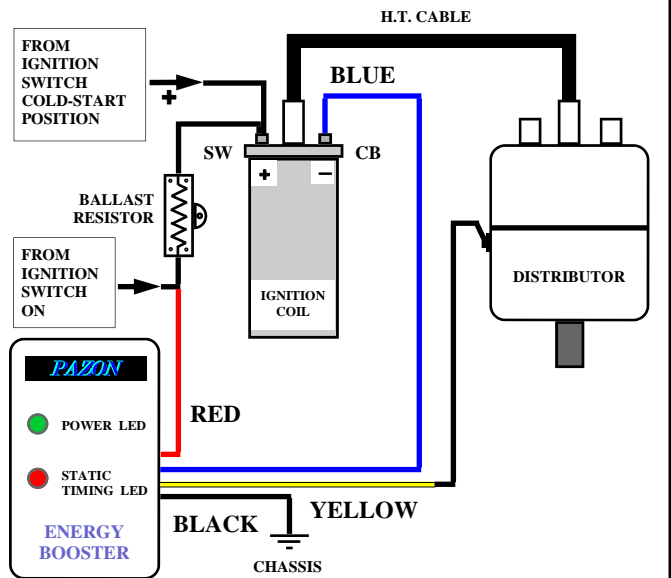 H.T. CABLE
FROM
IGNITION
SWITCH
COLD-START
POSITION
+
BLUE
SW
CB
+
−
BALLAST
RESISTOR
FROM
IGNITION
SWITCH
ON
IGNITION
COIL
DISTRIBUTOR
PAZON
POWER LED
STATIC
TIMING LED
ENERGY
BOOSTER
RED
YELLOW
BLACK
CHASSIS